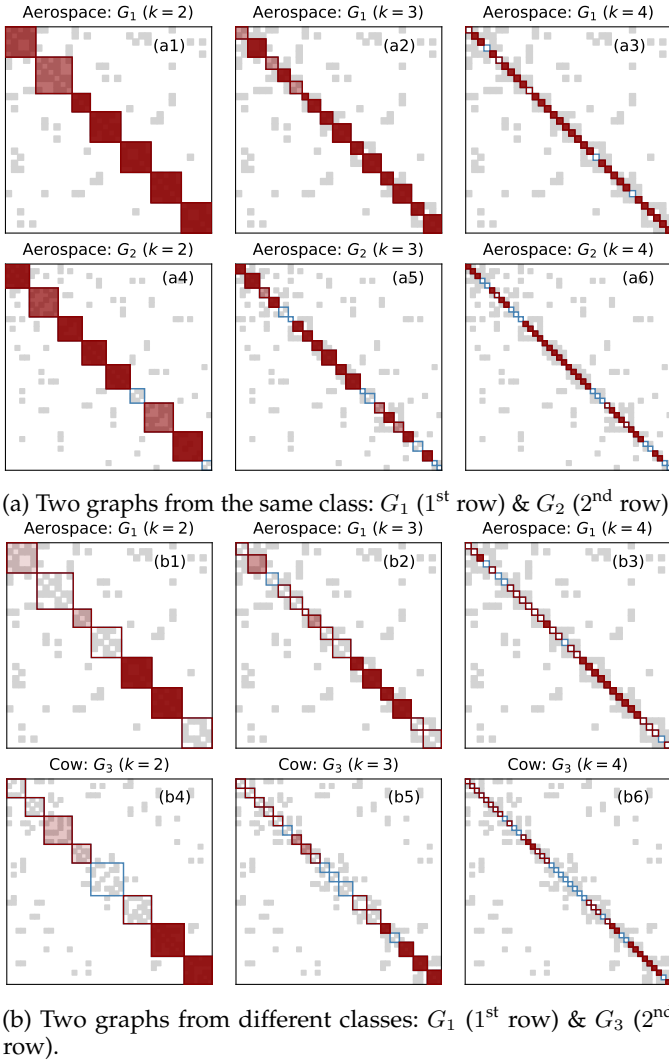 Aerospace: G₁ (k = 2) Aerospace: G₁ (k = 3) Aerospace: G₁ (k = 4)
(a1) (a2) (a3)
Aerospace: G₂ (k = 2) Aerospace: G₂ (k = 3) Aerospace: G₂ (k = 4)
(a4) (a5) (a6)
(a) Two graphs from the same class: G₁ (1ˢᵗ row) & G₂ (2ⁿᵈ row)
Aerospace: G₁ (k = 2) Aerospace: G₁ (k = 3) Aerospace: G₁ (k = 4)
(b1) (b2) (b3)
Cow: G₃ (k = 2) Cow: G₃ (k = 3) Cow: G₃ (k = 4)
(b4) (b5) (b6)
(b) Two graphs from different classes: G₁ (1ˢᵗ row) & G₃ (2ⁿᵈ
row).